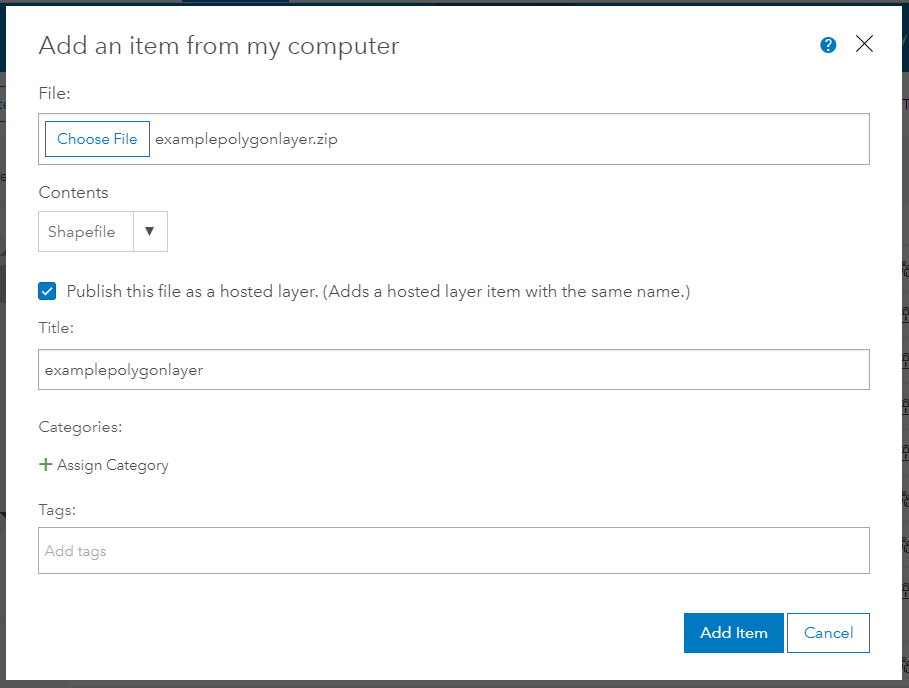 Add an item from my computer
?
File:
Choose File examplepolygonlayer.zip
Contents
Shapefile ▼
Publish this file as a hosted layer. (Adds a hosted layer item with the same name.)
Title:
examplepolygonlayer
Categories:
+ Assign Category
Tags:
Add tags
Add Item Cancel